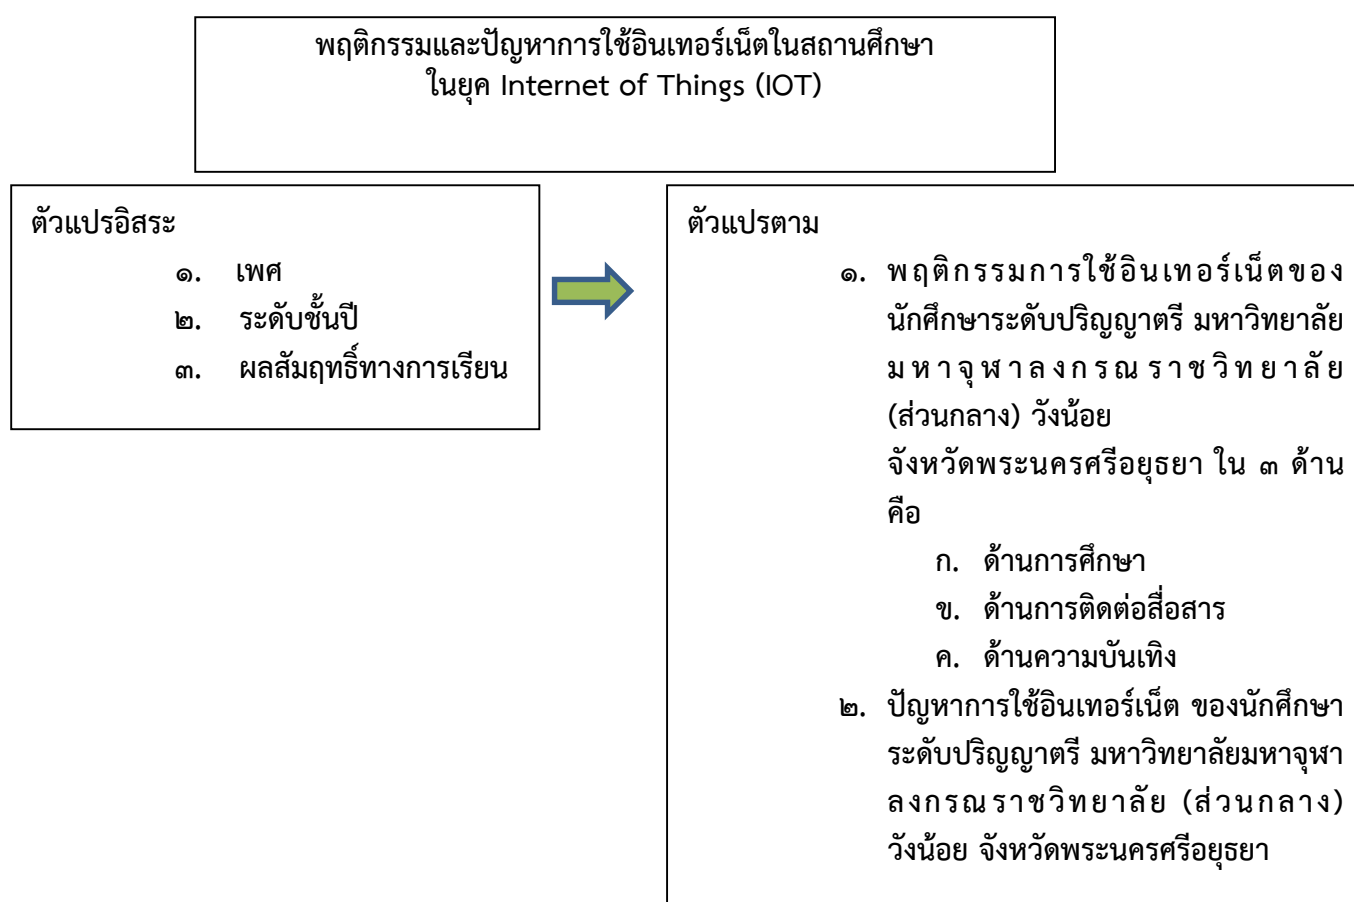 พฤติกรรมและปัญหาการใช้อินเทอร์เน็ตในสถานศึกษา
ในยุค Internet of Things (IOT)
ตัวแปรอิสระ
๑. เพศ
๒. ระดับชั้นปี
๓. ผลสัมฤทธิ์ทางการเรียน
ตัวแปรตาม
๑. พฤติกรรมการใช้อินเทอร์เน็ตของ
นักศึกษาระดับปริญญาตรี มหาวิทยาลัย
มหาจุฬาลงกรณราชวิทยาลัย
(ส่วนกลาง) วังน้อย
จังหวัดพระนครศรีอยุธยา ใน ๓ ด้าน
คือ
ก. ด้านการศึกษา
ข. ด้านการติดต่อสื่อสาร
ค. ด้านความบันเทิง
๒. ปัญหาการใช้อินเทอร์เน็ต ของนักศึกษา
ระดับปริญญาตรี มหาวิทยาลัยมหาจุฬา
ลงกรณราชวิทยาลัย (ส่วนกลาง)
วังน้อย จังหวัดพระนครศรีอยุธยา